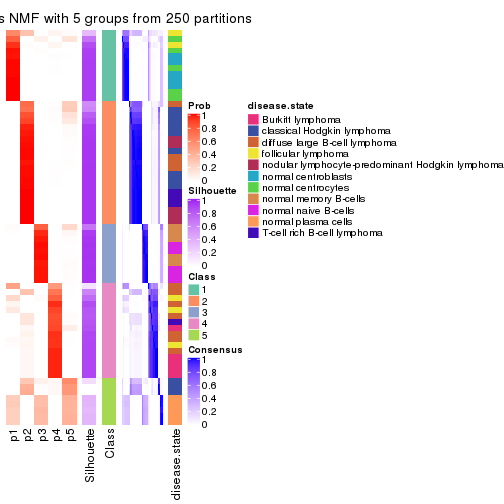 s NMF with 5 groups from 250 partitions
Prob
1
0.8
0.6
0.4
0.2
0
Silhouette
1
0.8
0.6
0.4
0.2
0
Class
1
2
3
4
5
Consensus
1
0.8
0.6
0.4
0.2
0
disease.state
Burkitt lymphoma
classical Hodgkin lymphoma
diffuse large B-cell lymphoma
follicular lymphoma
nodular lymphocyte-predominant Hodgkin lymphoma
normal centroblasts
normal centrocytes
normal memory B-cells
normal naive B-cells
normal plasma cells
T-cell rich B-cell lymphoma
p1
p2
p3
p4
p5
Silhouette
Class
disease.state